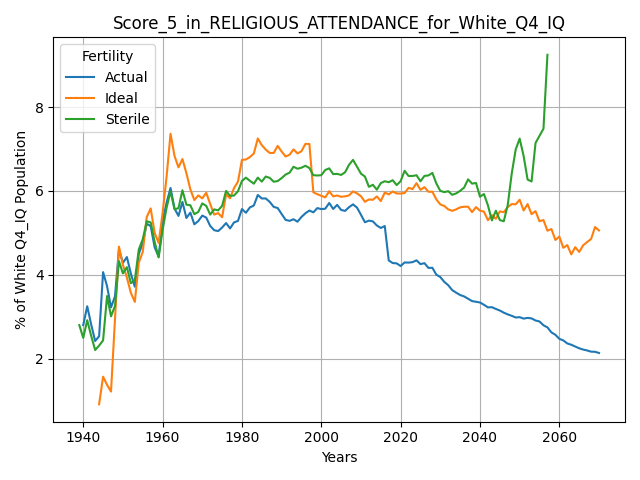 Score_5_in_RELIGIOUS_ATTENDANCE_for_White_Q4_IQ
Fertility
Actual
Ideal
Sterile
% of White Q4_IQ Population
8
6
4
2
1940 1960 1980 2000 2020 2040 2060
Years